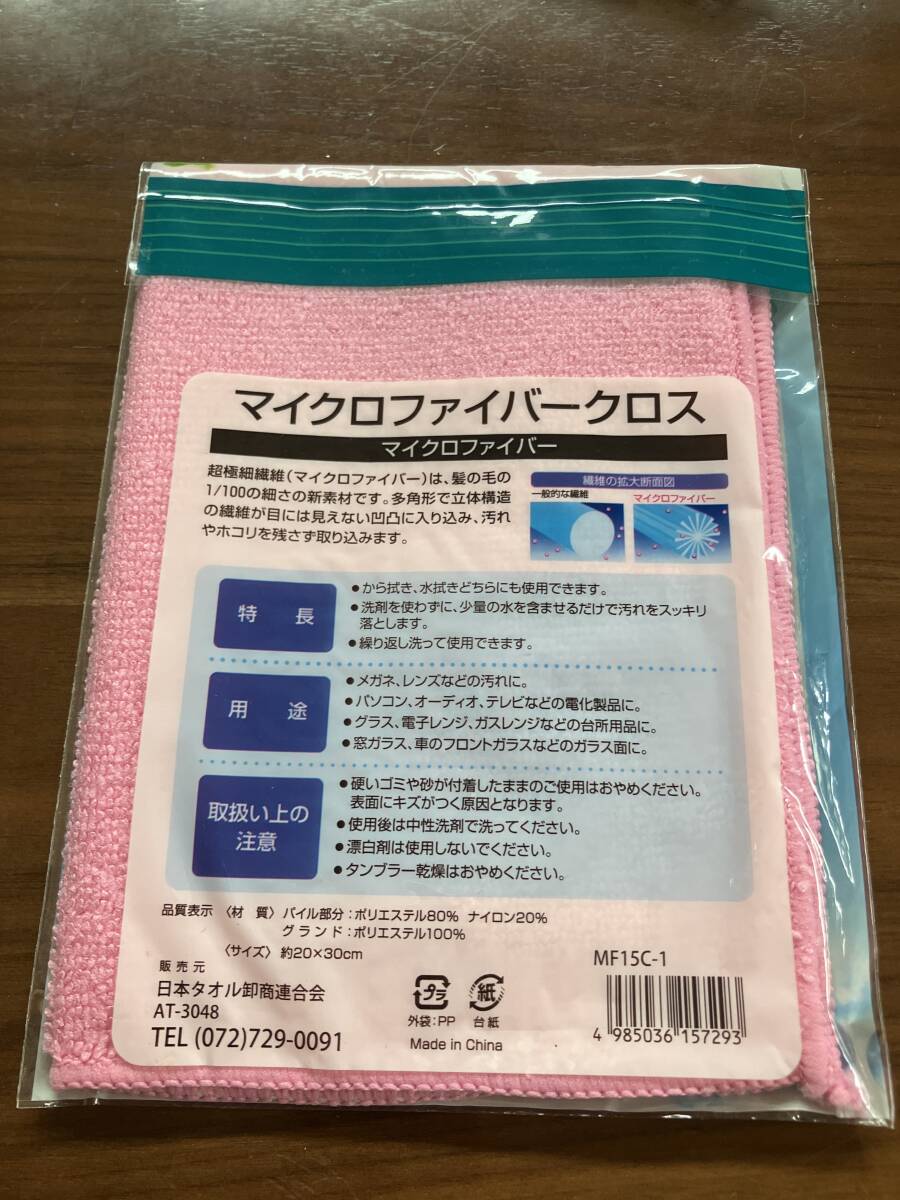 マイクロファイバークロス
マイクロファイバー
超極細繊維(マイクロファイバー)は、髪の毛の
1/100の細さの新素材です。多角形で立体構造
の繊維が目には見えない凹凸に入り込み、汚れ
やホコリを残さず取り込みます。
繊維の拡大断面図
一般的な繊維
マイクロファイバー
特 長
●から拭き、水拭きどちらにも使用できます。
●洗剤を使わずに、少量の水を含ませるだけで汚れをスッキリ
落とします。
●繰り返し洗って使用できます。
用 途
●メガネ、レンズなどの汚れに。
●パソコン、オーディオ、テレビなどの電化製品に。
●グラス、電子レンジ、ガスレンジなどの台所用品に。
●窓ガラス、車のフロントガラスなどのガラス面に。
取扱い上の
注意
●硬いゴミや砂が付着したままのご使用はおやめください。
表面にキズがつく原因となります。
●使用後は中性洗剤で洗ってください。
●漂白剤は使用しないでください。
●タンブラー乾燥はおやめください。
品質表示 〈材 質〉パイル部分:ポリエステル80% ナイロン20%
グランド:ポリエステル100%
〈サイズ〉約20×30cm
販売元
日本タオル卸商連合会
AT-3048
TEL (072)729-0091
プラ
外袋:PP
紙
台紙
Made in China
MF15C-1
4 985036 157293